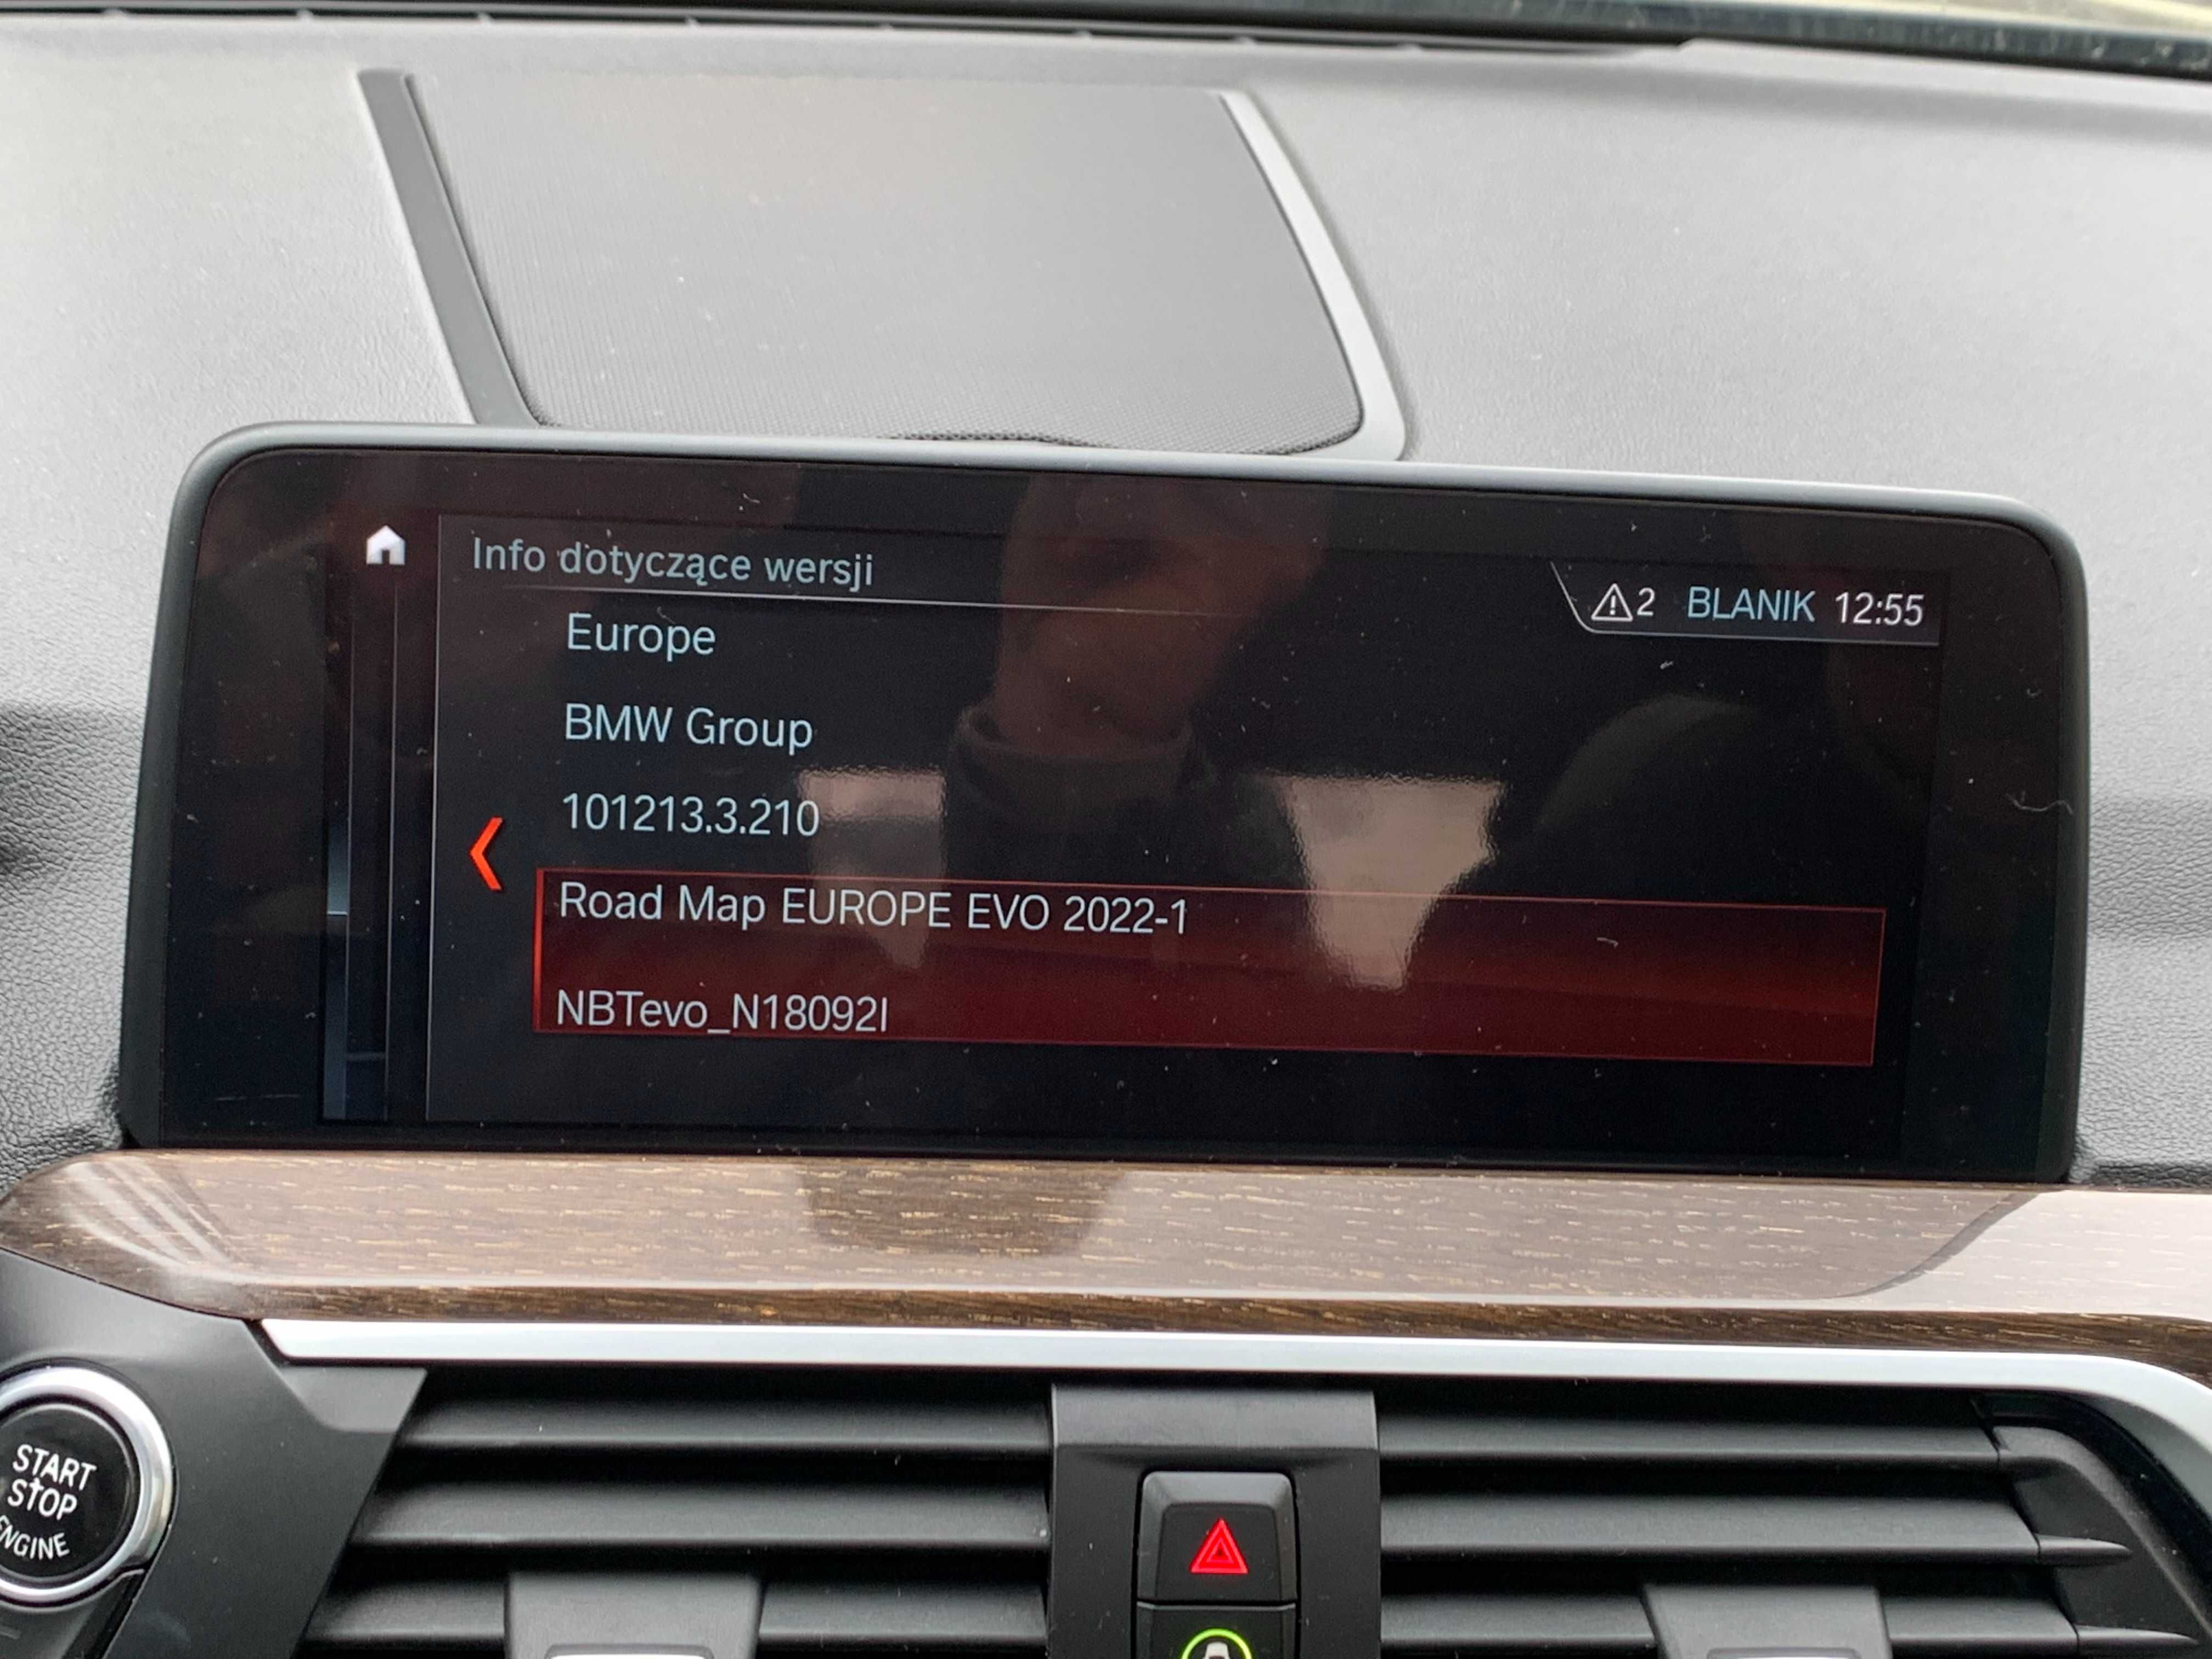 Info dotyczące wersji
2 BLANIK 12:55
Europe
BMW Group
101213.3.210
Road Map EUROPE EVO 2022-1
NBTevo_N18092I
START
STOP
ENGINE